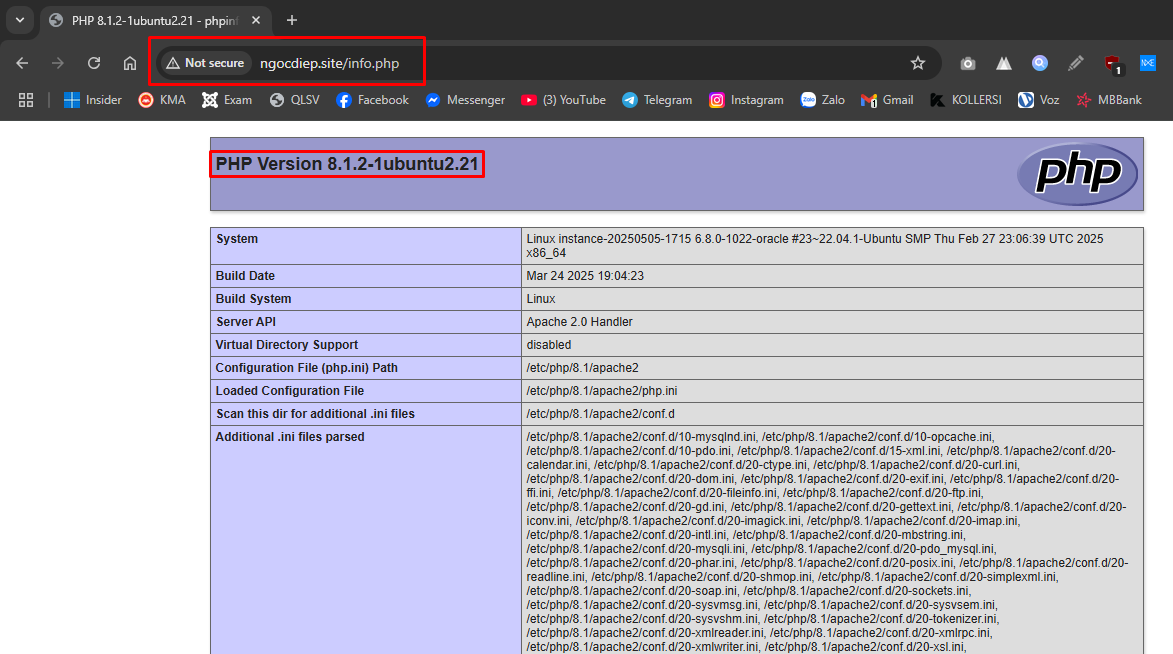 PHP 8.1.2-1ubuntu2.21 - phpinf
Not secure ngocdiep.site/info.php
1
NXE
Insider KMA Exam QLSV Facebook Messenger (3) YouTube Telegram Instagram Zalo Gmail KOLLERSI Voz MBBank
PHP Version 8.1.2-1ubuntu2.21
php
System Linux instance-20250505-1715 6.8.0-1022-oracle #23~22.04.1-Ubuntu SMP Thu Feb 27 23:06:39 UTC 2025
x86_64
Build Date Mar 24 2025 19:04:23
Build System Linux
Server API Apache 2.0 Handler
Virtual Directory Support disabled
Configuration File (php.ini) Path /etc/php/8.1/apache2
Loaded Configuration File /etc/php/8.1/apache2/php.ini
Scan this dir for additional .ini files /etc/php/8.1/apache2/conf.d
Additional .ini files parsed /etc/php/8.1/apache2/conf.d/10-mysqlnd.ini, /etc/php/8.1/apache2/conf.d/10-opcache.ini,
/etc/php/8.1/apache2/conf.d/10-pdo.ini, /etc/php/8.1/apache2/conf.d/15-xml.ini, /etc/php/8.1/apache2/conf.d/20-
calendar.ini, /etc/php/8.1/apache2/conf.d/20-ctype.ini, /etc/php/8.1/apache2/conf.d/20-curl.ini,
/etc/php/8.1/apache2/conf.d/20-dom.ini, /etc/php/8.1/apache2/conf.d/20-exif.ini, /etc/php/8.1/apache2/conf.d/20-
ffi.ini, /etc/php/8.1/apache2/conf.d/20-fileinfo.ini, /etc/php/8.1/apache2/conf.d/20-ftp.ini,
/etc/php/8.1/apache2/conf.d/20-gd.ini, /etc/php/8.1/apache2/conf.d/20-gettext.ini, /etc/php/8.1/apache2/conf.d/20-
iconv.ini, /etc/php/8.1/apache2/conf.d/20-imagick.ini, /etc/php/8.1/apache2/conf.d/20-imap.ini,
/etc/php/8.1/apache2/conf.d/20-intl.ini, /etc/php/8.1/apache2/conf.d/20-mbstring.ini,
/etc/php/8.1/apache2/conf.d/20-mysqli.ini, /etc/php/8.1/apache2/conf.d/20-pdo_mysql.ini,
/etc/php/8.1/apache2/conf.d/20-phar.ini, /etc/php/8.1/apache2/conf.d/20-posix.ini, /etc/php/8.1/apache2/conf.d/20-
readline.ini, /etc/php/8.1/apache2/conf.d/20-shmop.ini, /etc/php/8.1/apache2/conf.d/20-simplexml.ini,
/etc/php/8.1/apache2/conf.d/20-soap.ini, /etc/php/8.1/apache2/conf.d/20-sockets.ini,
/etc/php/8.1/apache2/conf.d/20-sysvmsg.ini, /etc/php/8.1/apache2/conf.d/20-sysvsem.ini,
/etc/php/8.1/apache2/conf.d/20-sysvshm.ini, /etc/php/8.1/apache2/conf.d/20-tokenizer.ini,
/etc/php/8.1/apache2/conf.d/20-xmlreader.ini, /etc/php/8.1/apache2/conf.d/20-xmlrpc.ini,
/etc/php/8.1/apache2/conf.d/20-xmlwriter.ini, /etc/php/8.1/apache2/conf.d/20-xsl.ini,